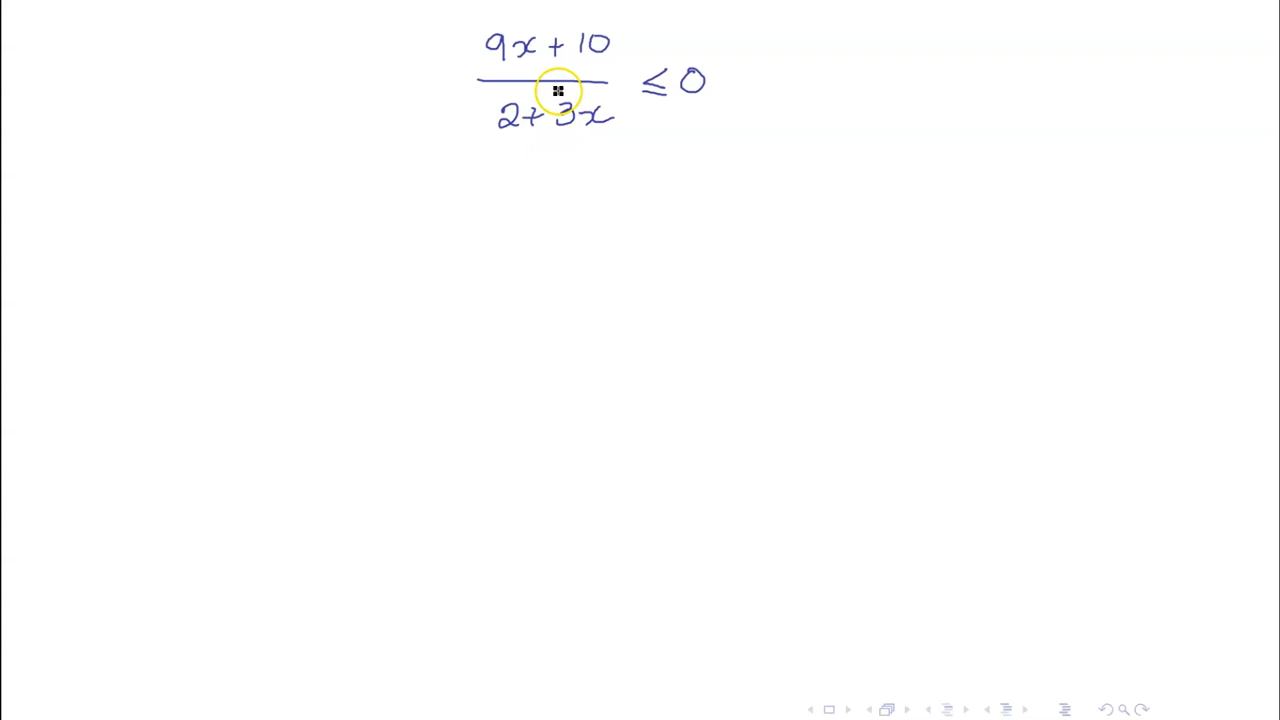 9x + 10
≤ 0
2 + 3x